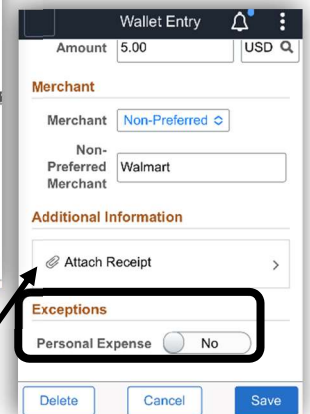 Wallet Entry
Amount 5.00 USD
Merchant
Merchant Non-Preferred
Non-
Preferred Walmart
Merchant
Additional Information
Attach Receipt
Exceptions
Personal Expense No
Delete Cancel Save